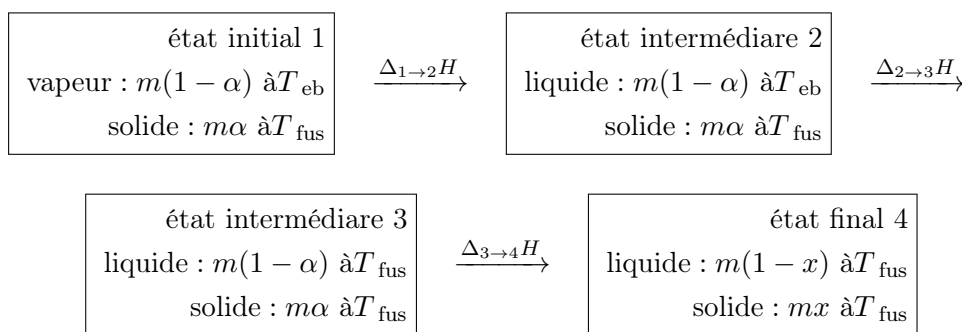 état initial 1
vapeur : m(1 − α) àT eb
solide : mα àT fus
Δ1→2H
état intermédiare 2
liquide : m(1 − α) àT eb
solide : mα àT fus
Δ2→3H
état intermédiare 3
liquide : m(1 − α) àT fus
solide : mα àT fus
Δ3→4H
état final 4
liquide : m(1 − x) àT fus
solide : mx àT fus